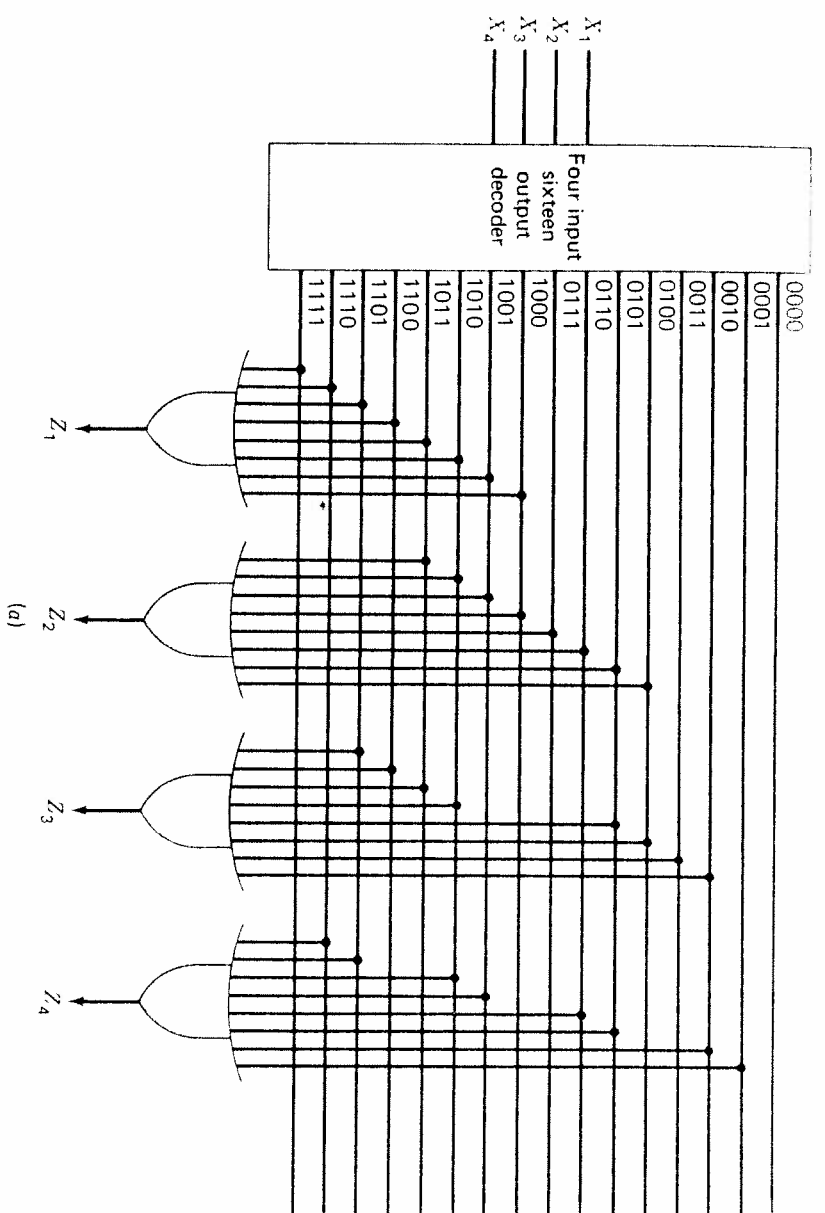 X₁
X₂
X₃
X₄
Four input
sixteen
output
decoder
0000
0001
0010
0011
0100
0101
0110
0111
1000
1001
1010
1011
1100
1101
1110
1111
Z₁
Z₂
Z₃
Z₄
(a)